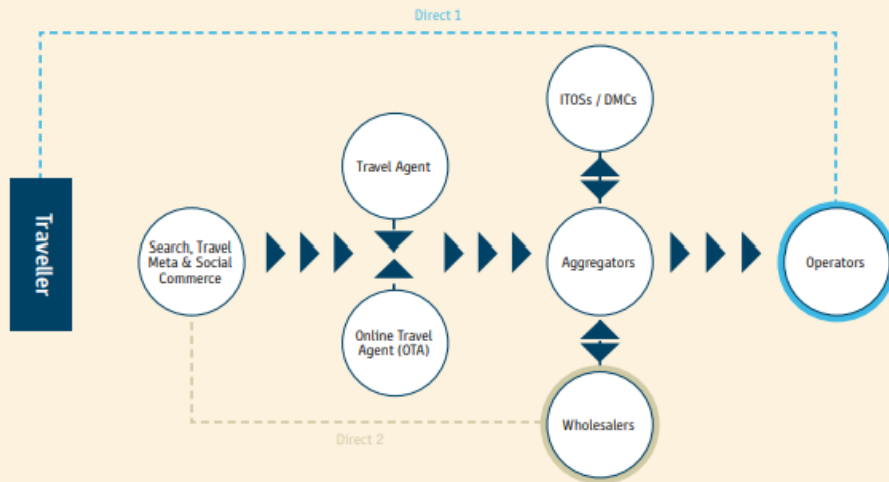 Direct 1
ITOSs / DMCs
Travel Agent
Traveller
Search, Travel
Meta & Social
Commerce
Aggregators
Operators
Online Travel
Agent (OTA)
Wholesalers
Direct 2